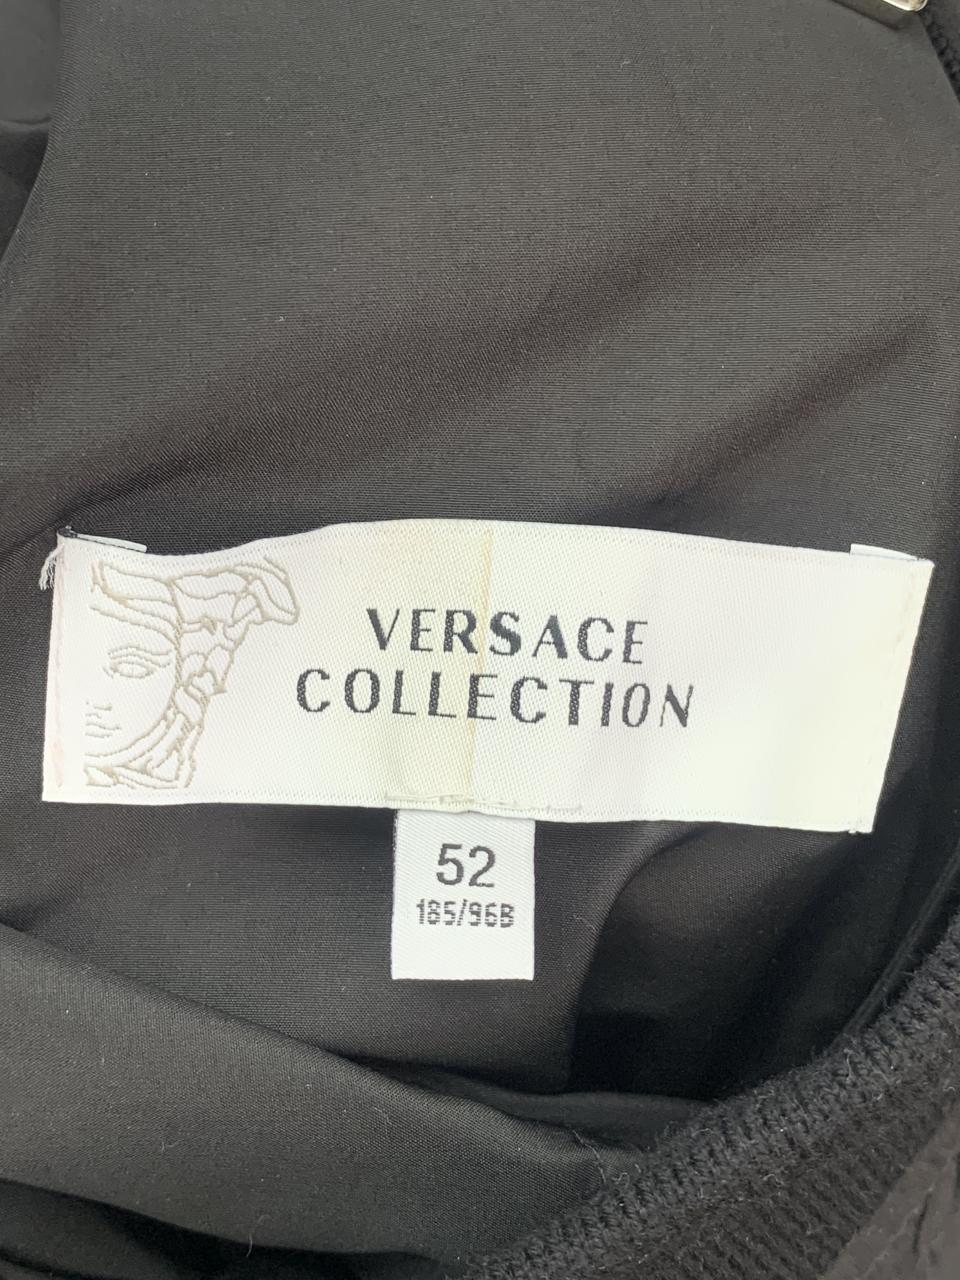 VERSACE
COLLECTION
52
185/96B